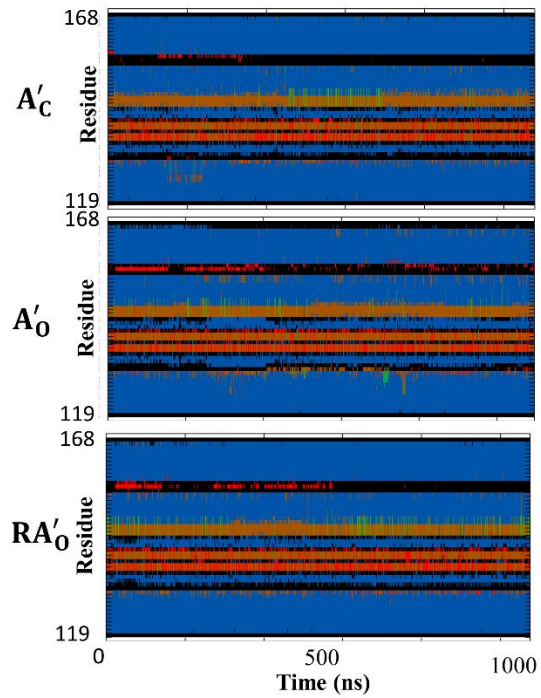 168
A′C
Residue
119
168
A′O
Residue
119
168
RA′O
Residue
119
0 500 1000
Time (ns)